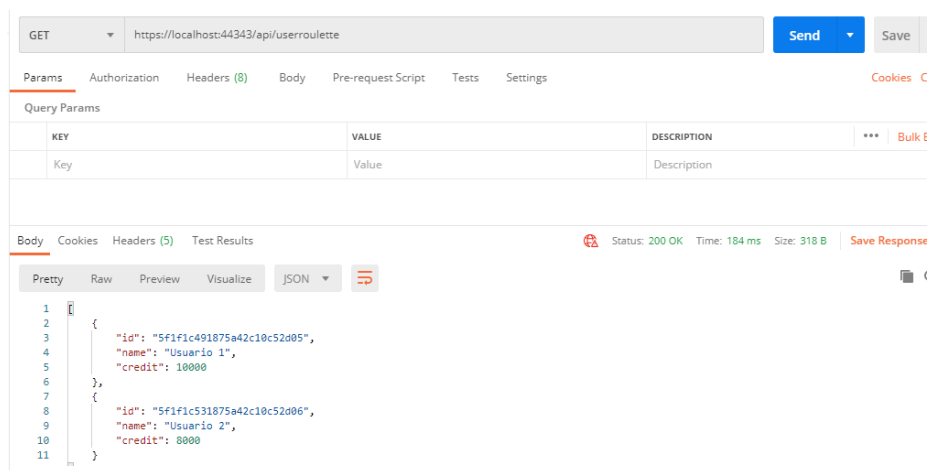 GET https://localhost:44343/api/userroulette Send Save
Params Authorization Headers (8) Body Pre-request Script Tests Settings Cookies C
Query Params
KEY VALUE DESCRIPTION ••• Bulk E
Key Value Description
Body Cookies Headers (5) Test Results Status: 200 OK Time: 184 ms Size: 318 B Save Response
Pretty Raw Preview Visualize JSON
1 [
2 {
3 "id": "5f1f1c491875a42c10c52d05",
4 "name": "Usuario 1",
5 "credit": 10000
6 },
7 {
8 "id": "5f1f1c531875a42c10c52d06",
9 "name": "Usuario 2",
10 "credit": 8000
11 }